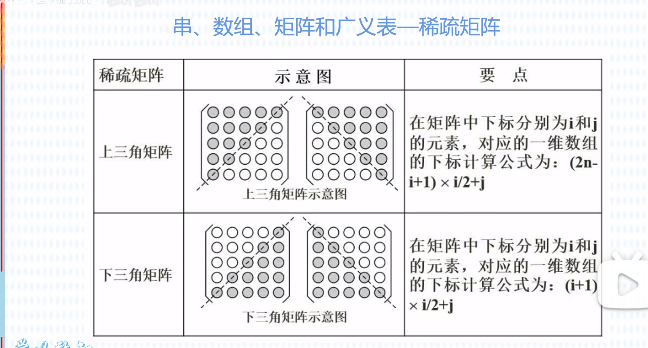 串、数组、矩阵和广义表—稀疏矩阵
稀疏矩阵
示意图
要 点
上三角矩阵
上三角矩阵示意图
在矩阵中下标分别为i和j
的元素，对应的一维数组
的下标计算公式为：(2n-
i+1) × i/2+j
下三角矩阵
下三角矩阵示意图
在矩阵中下标分别为i和j
的元素，对应的一维数组
的下标计算公式为：(i+1)
× i/2+j